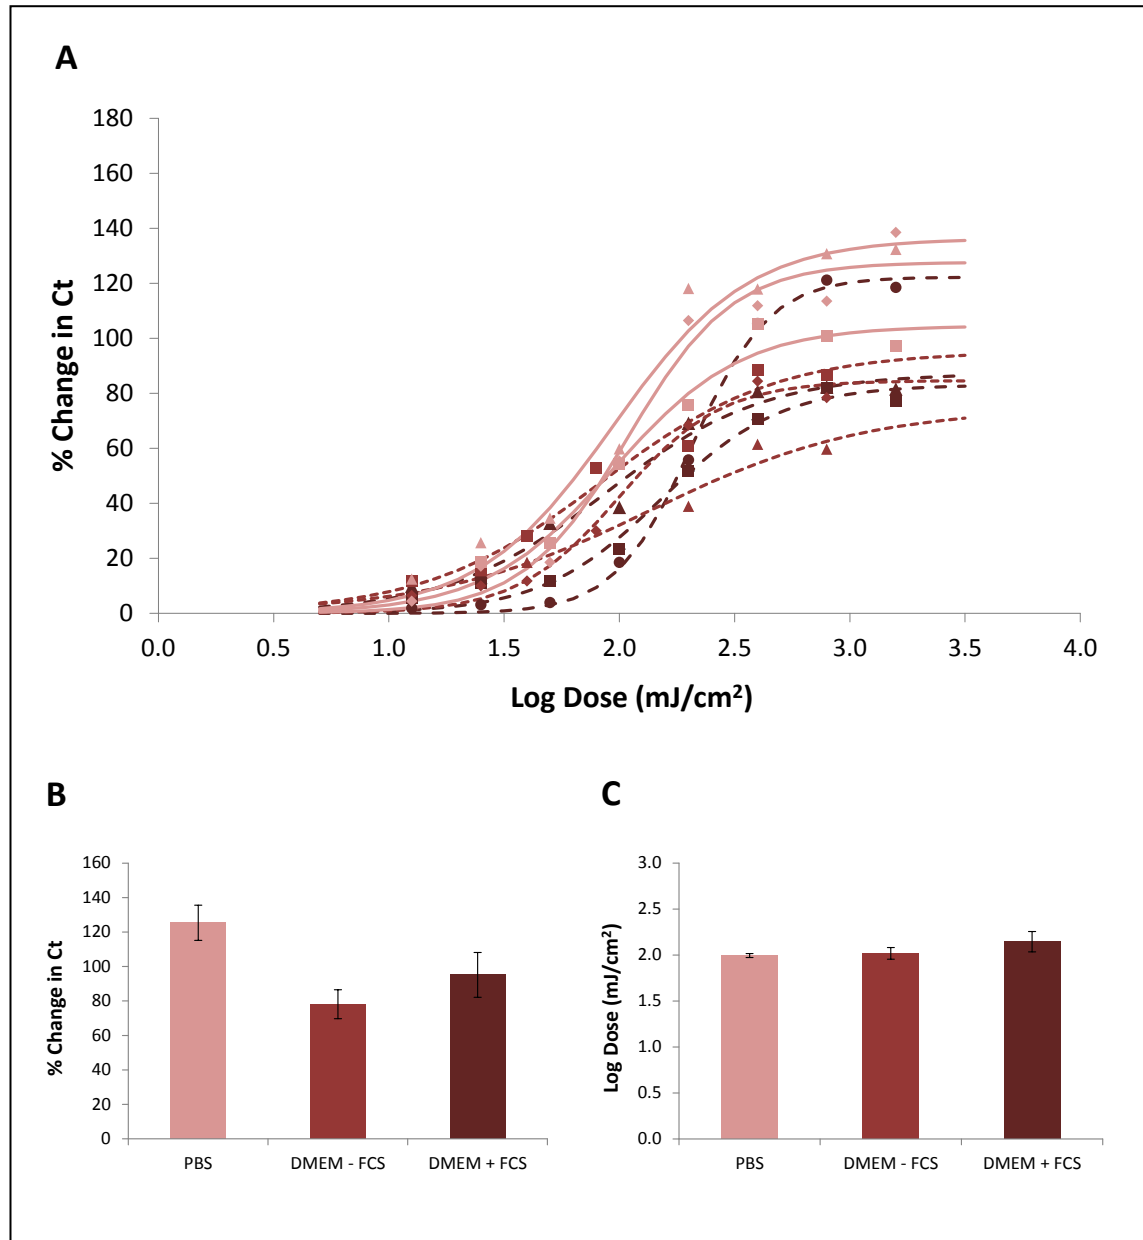 A
180
160
140
120
100
80
60
40
20
0
% Change in Ct
0.0 0.5 1.0 1.5 2.0 2.5 3.0 3.5 4.0
Log Dose (mJ/cm²)
B
160
140
120
100
80
60
40
20
0
% Change in Ct
PBS DMEM - FCS DMEM + FCS
C
3.0
2.5
2.0
1.5
1.0
0.5
0.0
Log Dose (mJ/cm²)
PBS DMEM - FCS DMEM + FCS